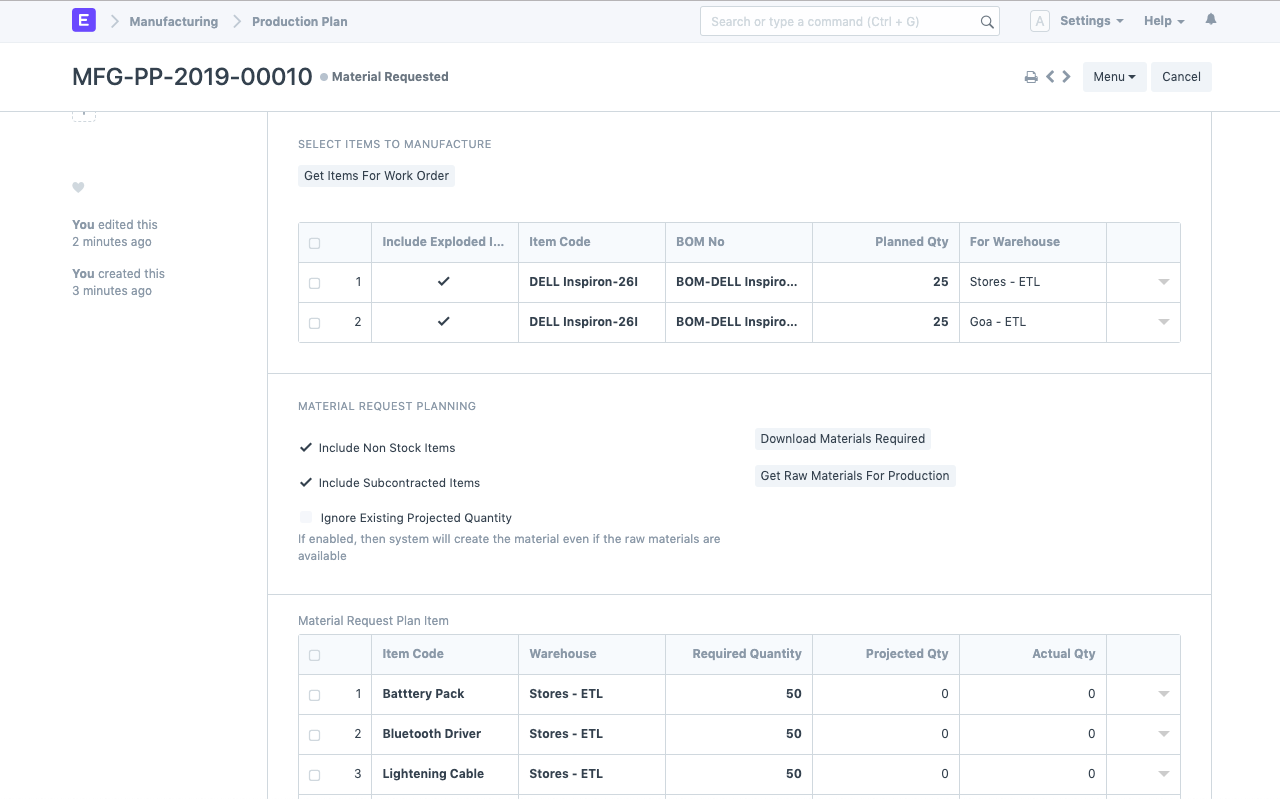 E
Manufacturing
Production Plan
Search or type a command (Ctrl + G)
A
Settings
Help
MFG-PP-2019-00010
Material Requested
Menu
Cancel
You edited this
2 minutes ago
You created this
3 minutes ago
SELECT ITEMS TO MANUFACTURE
Get Items For Work Order
Include Exploded I... Item Code BOM No Planned Qty For Warehouse
1 DELL Inspiron-26I BOM-DELL Inspiro... 25 Stores - ETL
2 DELL Inspiron-26I BOM-DELL Inspiro... 25 Goa - ETL
MATERIAL REQUEST PLANNING
Include Non Stock Items
Include Subcontracted Items
Ignore Existing Projected Quantity
If enabled, then system will create the material even if the raw materials are
available
Download Materials Required
Get Raw Materials For Production
Material Request Plan Item
Item Code Warehouse Required Quantity Projected Qty Actual Qty
1 Batttery Pack Stores - ETL 50 0 0
2 Bluetooth Driver Stores - ETL 50 0 0
3 Lightening Cable Stores - ETL 50 0 0